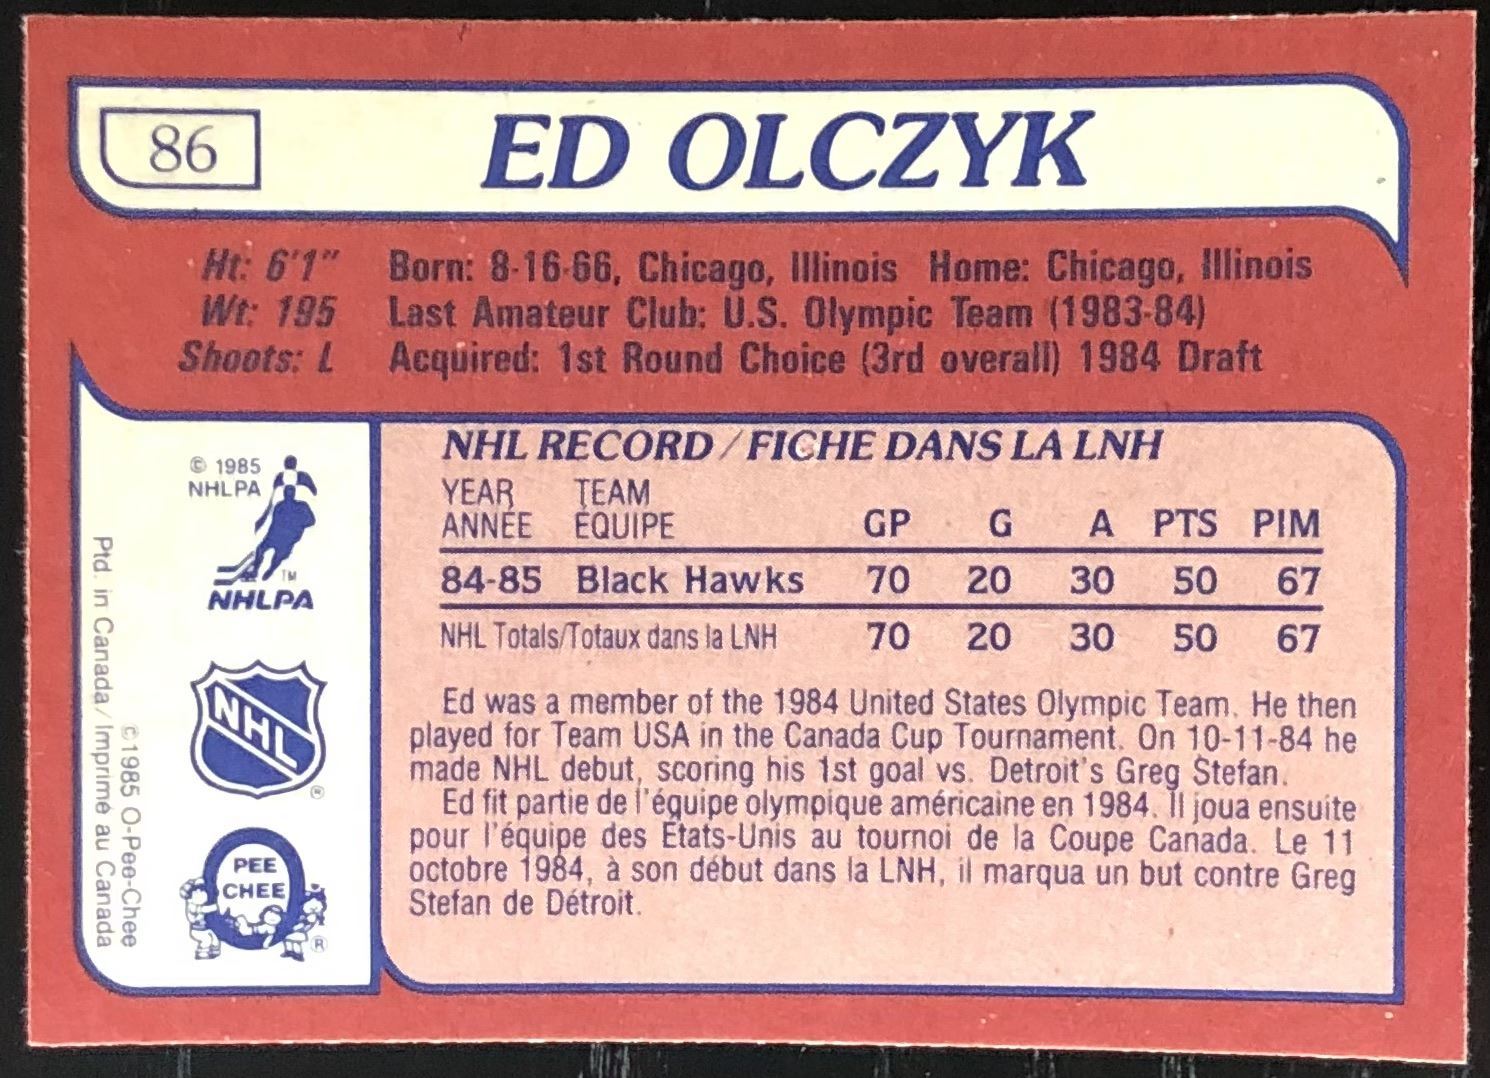 86
ED OLCZYK
Ht: 6'1" Born: 8-16-66, Chicago, Illinois Home: Chicago, Illinois
Wt: 195 Last Amateur Club: U.S. Olympic Team (1983-84)
Shoots: L Acquired: 1st Round Choice (3rd overall) 1984 Draft
© 1985
NHLPA
TM
NHLPA
NHL
®
PEE
CHEE
®
© 1985 O-Pee-Chee
Ptd. in Canada/Imprimé au Canada
NHL RECORD/FICHE DANS LA LNH
YEAR TEAM
ANNÉE ÉQUIPE GP G A PTS PIM
84-85 Black Hawks 70 20 30 50 67
NHL Totals/Totaux dans la LNH 70 20 30 50 67
Ed was a member of the 1984 United States Olympic Team. He then
played for Team USA in the Canada Cup Tournament. On 10-11-84 he
made NHL debut, scoring his 1st goal vs. Detroit's Greg Stefan.
Ed fit partie de l'équipe olympique américaine en 1984. Il joua ensuite
pour l'équipe des États-Unis au tournoi de la Coupe Canada. Le 11
octobre 1984, à son début dans la LNH, il marqua un but contre Greg
Stefan de Détroit.